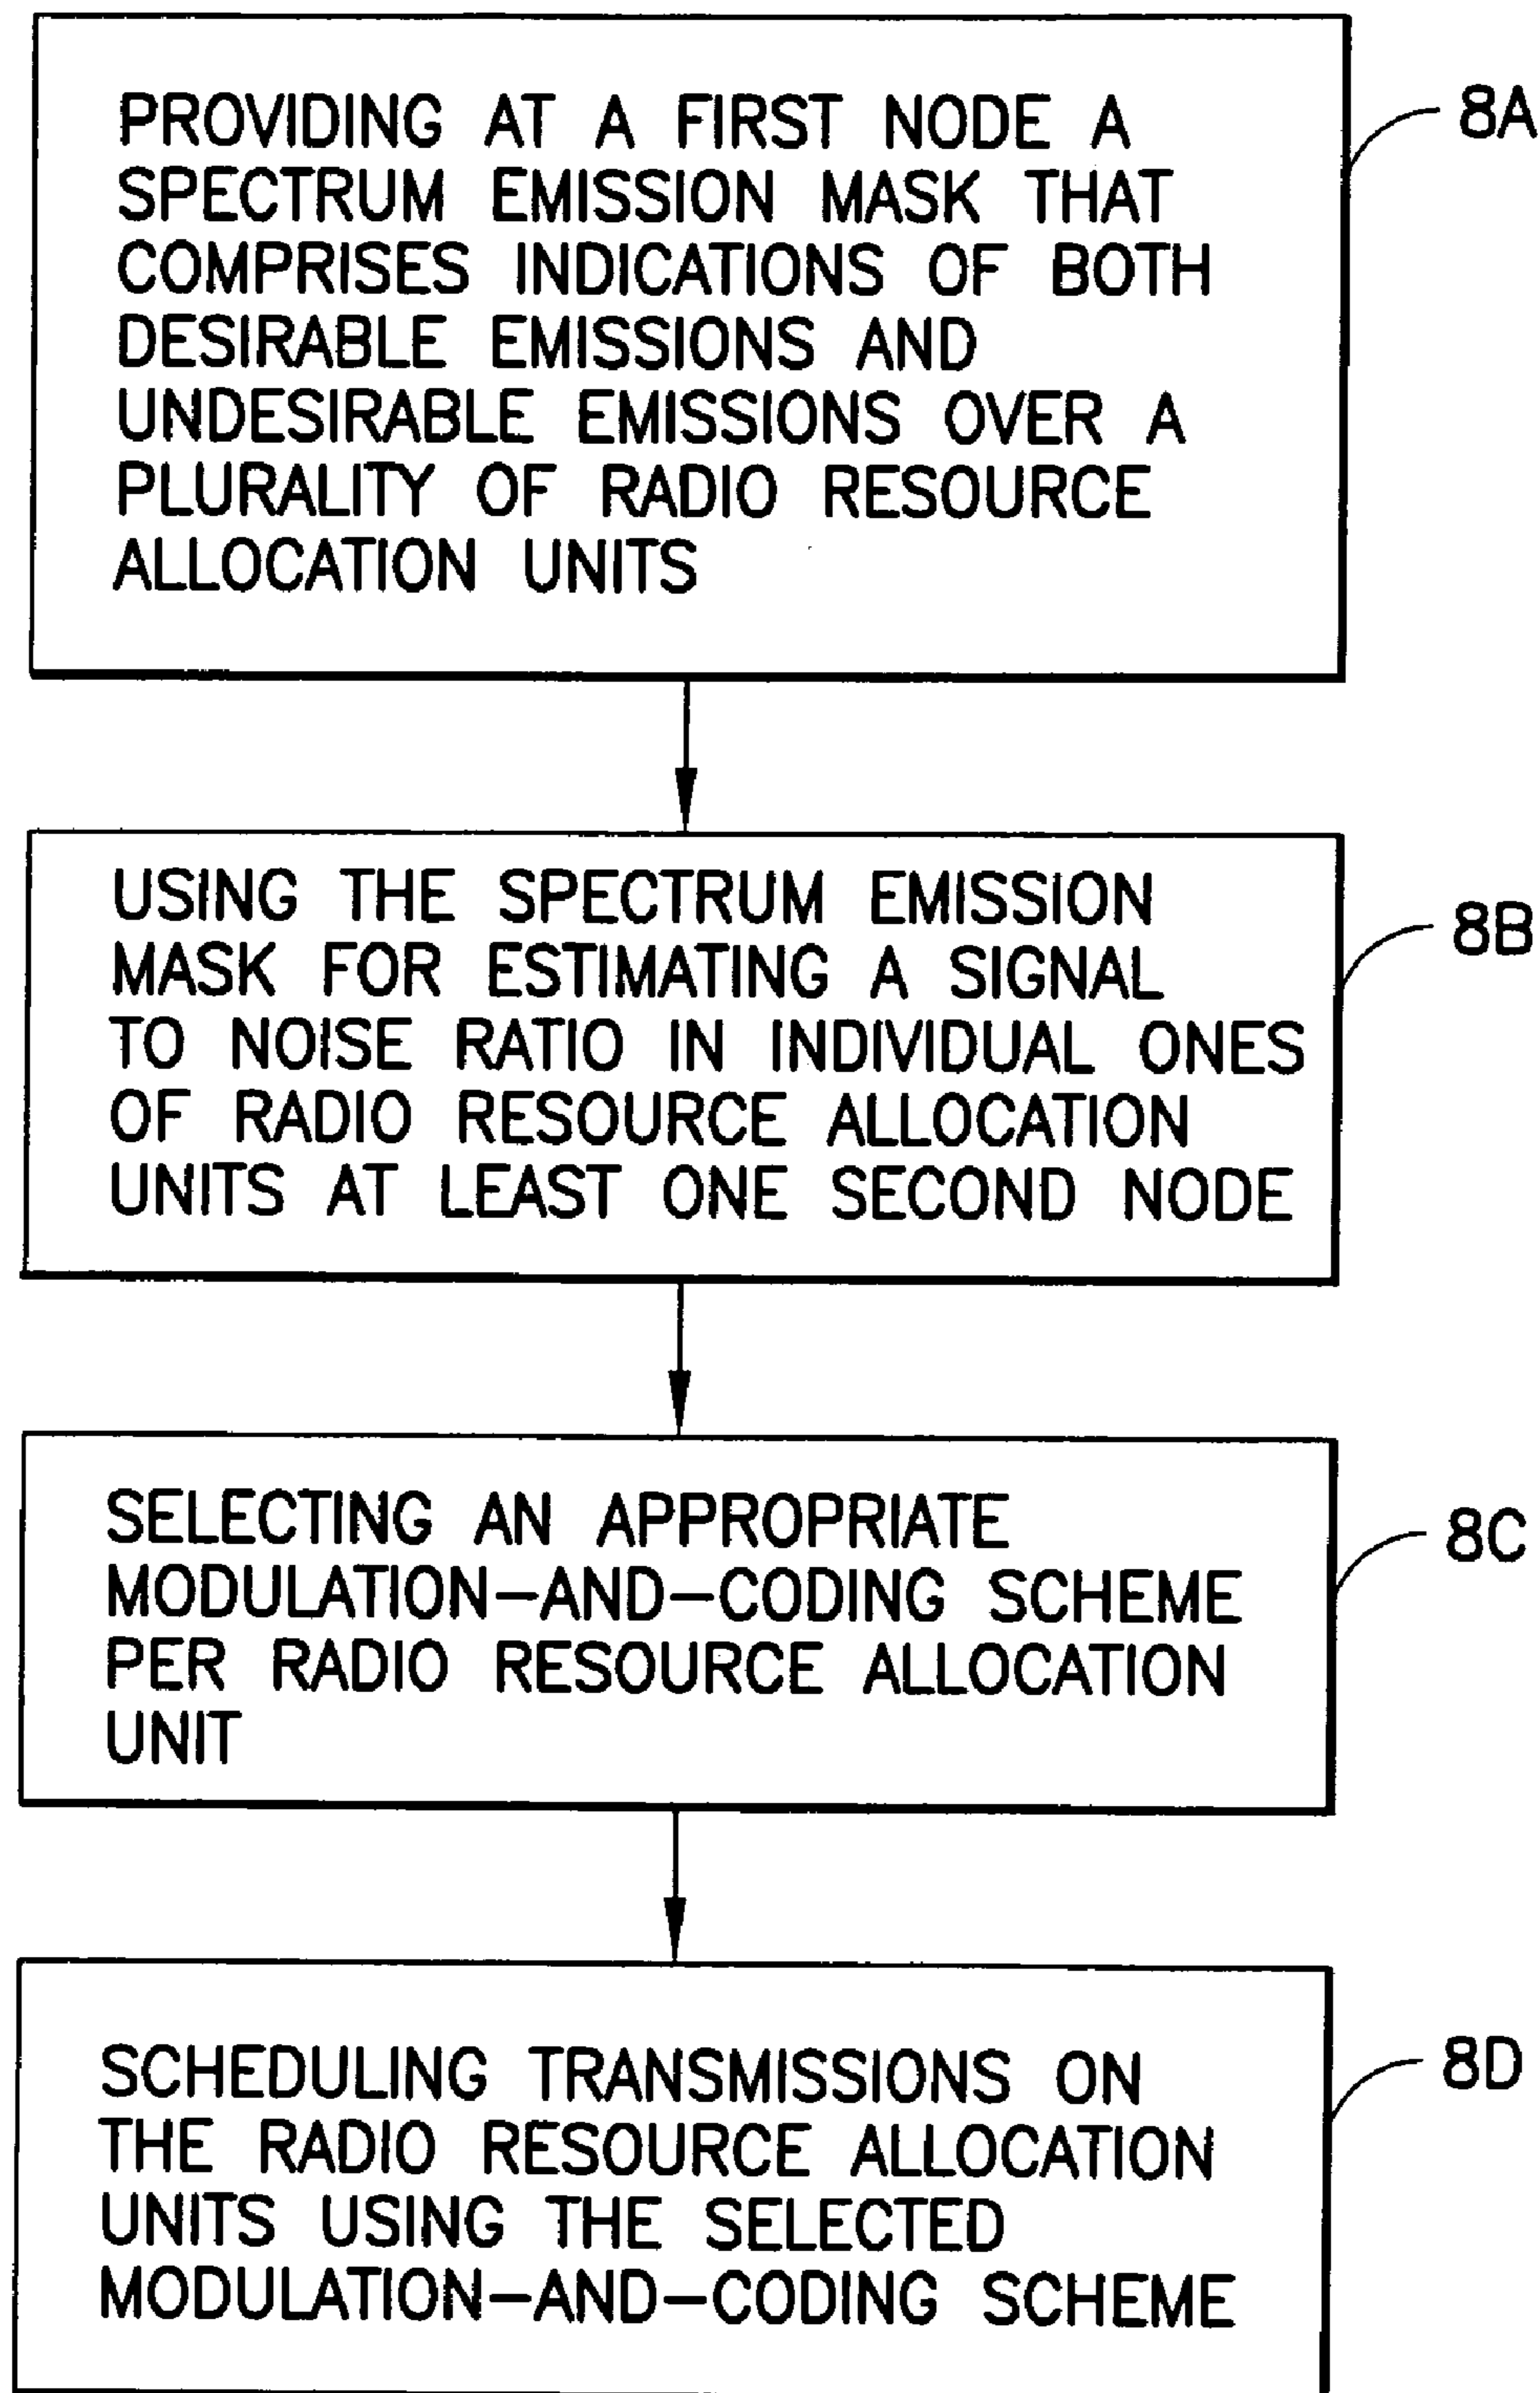 PROVIDING AT A FIRST NODE A
SPECTRUM EMISSION MASK THAT
COMPRISES INDICATIONS OF BOTH
DESIRABLE EMISSIONS AND
UNDESIRABLE EMISSIONS OVER A
PLURALITY OF RADIO RESOURCE
ALLOCATION UNITS
8A
USING THE SPECTRUM EMISSION
MASK FOR ESTIMATING A SIGNAL
TO NOISE RATIO IN INDIVIDUAL ONES
OF RADIO RESOURCE ALLOCATION
UNITS AT LEAST ONE SECOND NODE
8B
SELECTING AN APPROPRIATE
MODULATION-AND-CODING SCHEME
PER RADIO RESOURCE ALLOCATION
UNIT
8C
SCHEDULING TRANSMISSIONS ON
THE RADIO RESOURCE ALLOCATION
UNITS USING THE SELECTED
MODULATION-AND-CODING SCHEME
8D